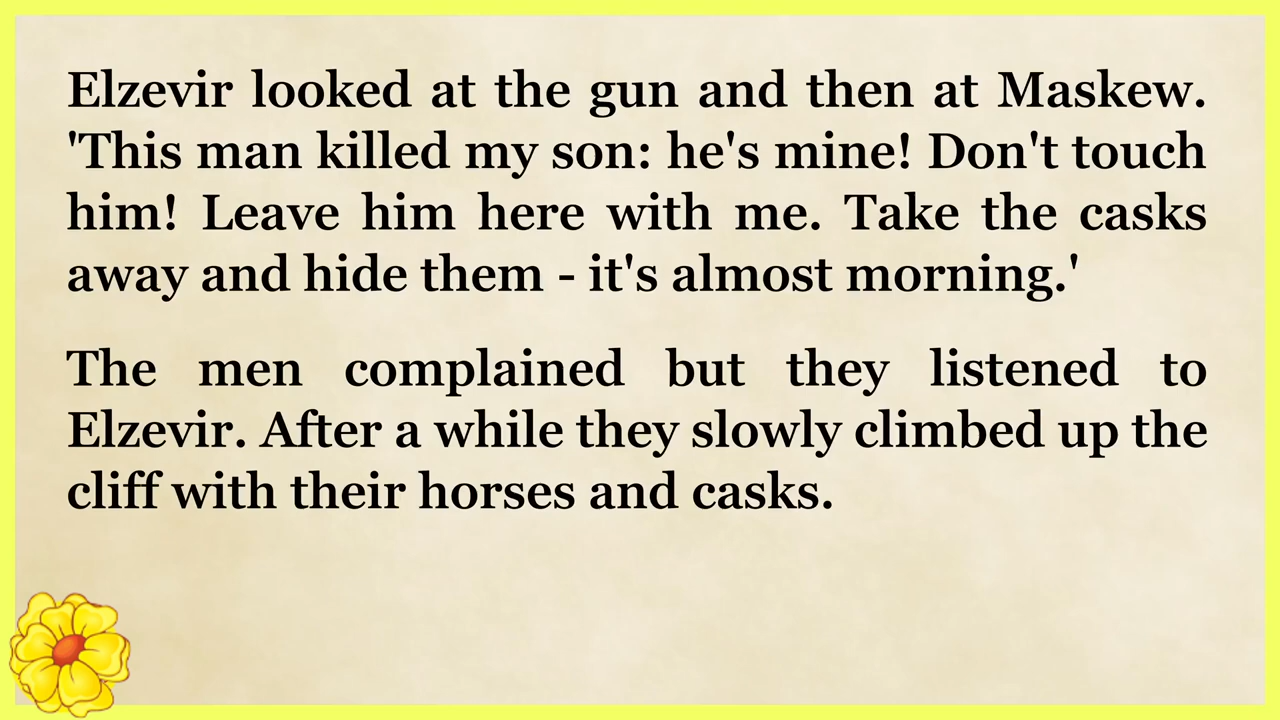 Elzevir looked at the gun and then at Maskew.
'This man killed my son: he's mine! Don't touch
him! Leave him here with me. Take the casks
away and hide them - it's almost morning.'
The men complained but they listened to
Elzevir. After a while they slowly climbed up the
cliff with their horses and casks.